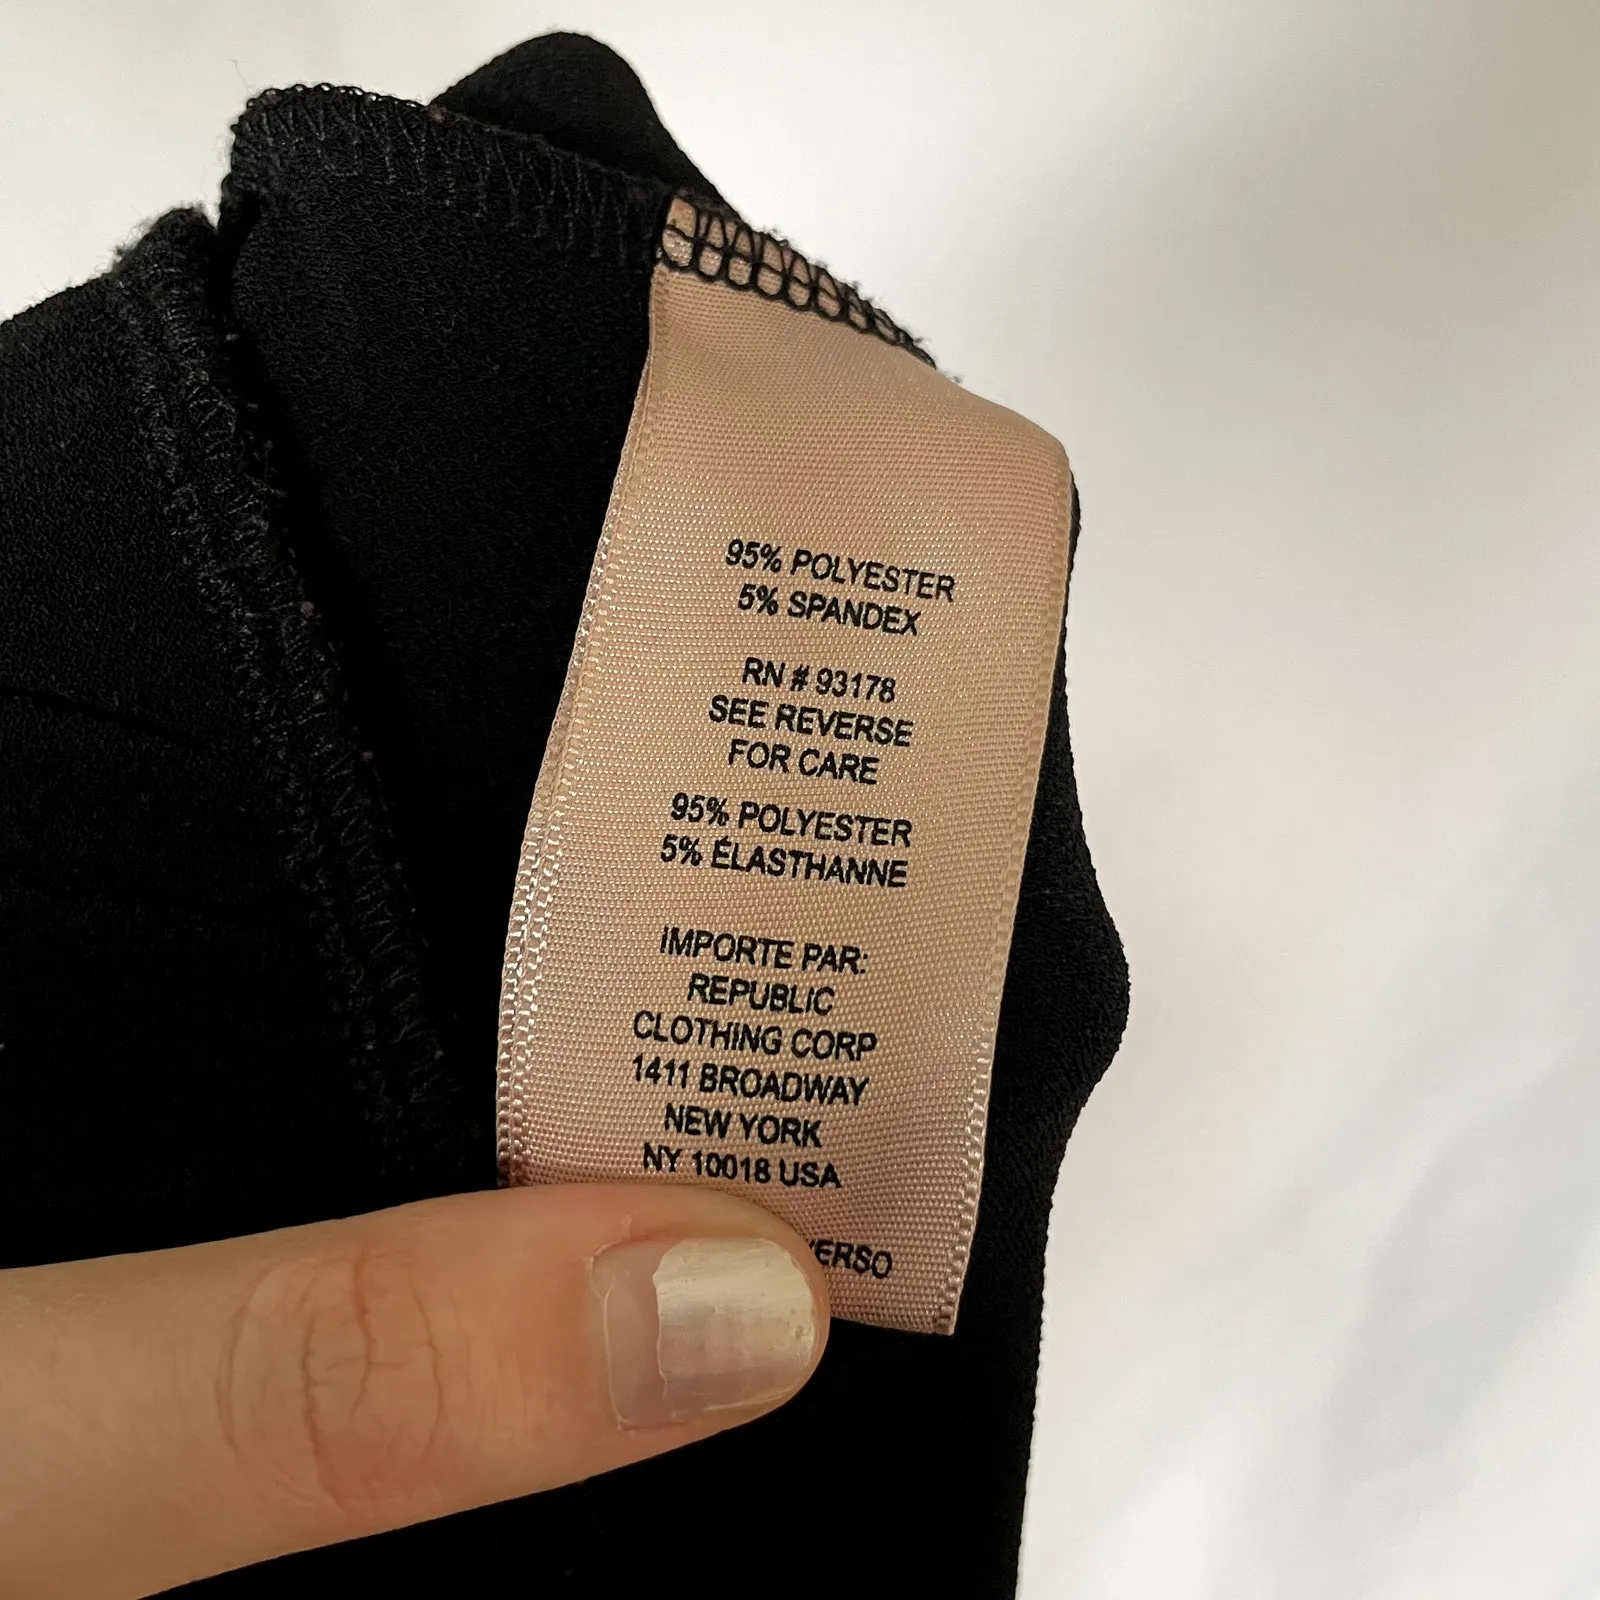 95% POLYESTER
5% SPANDEX
RN # 93178
SEE REVERSE
FOR CARE
95% POLYESTER
5% ÉLASTHANNE
IMPORTE PAR:
REPUBLIC
CLOTHING CORP
1411 BROADWAY
NEW YORK
NY 10018 USA